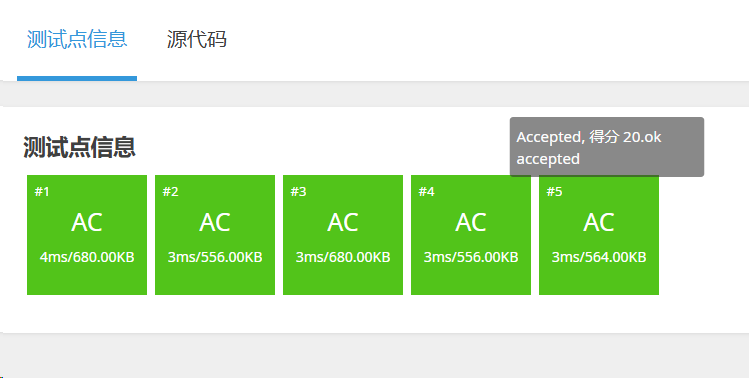 测试点信息 源代码
测试点信息
Accepted, 得分 20.ok
accepted
#1 #2 #3 #4 #5
AC AC AC AC AC
4ms/680.00KB 3ms/556.00KB 3ms/680.00KB 3ms/556.00KB 3ms/564.00KB